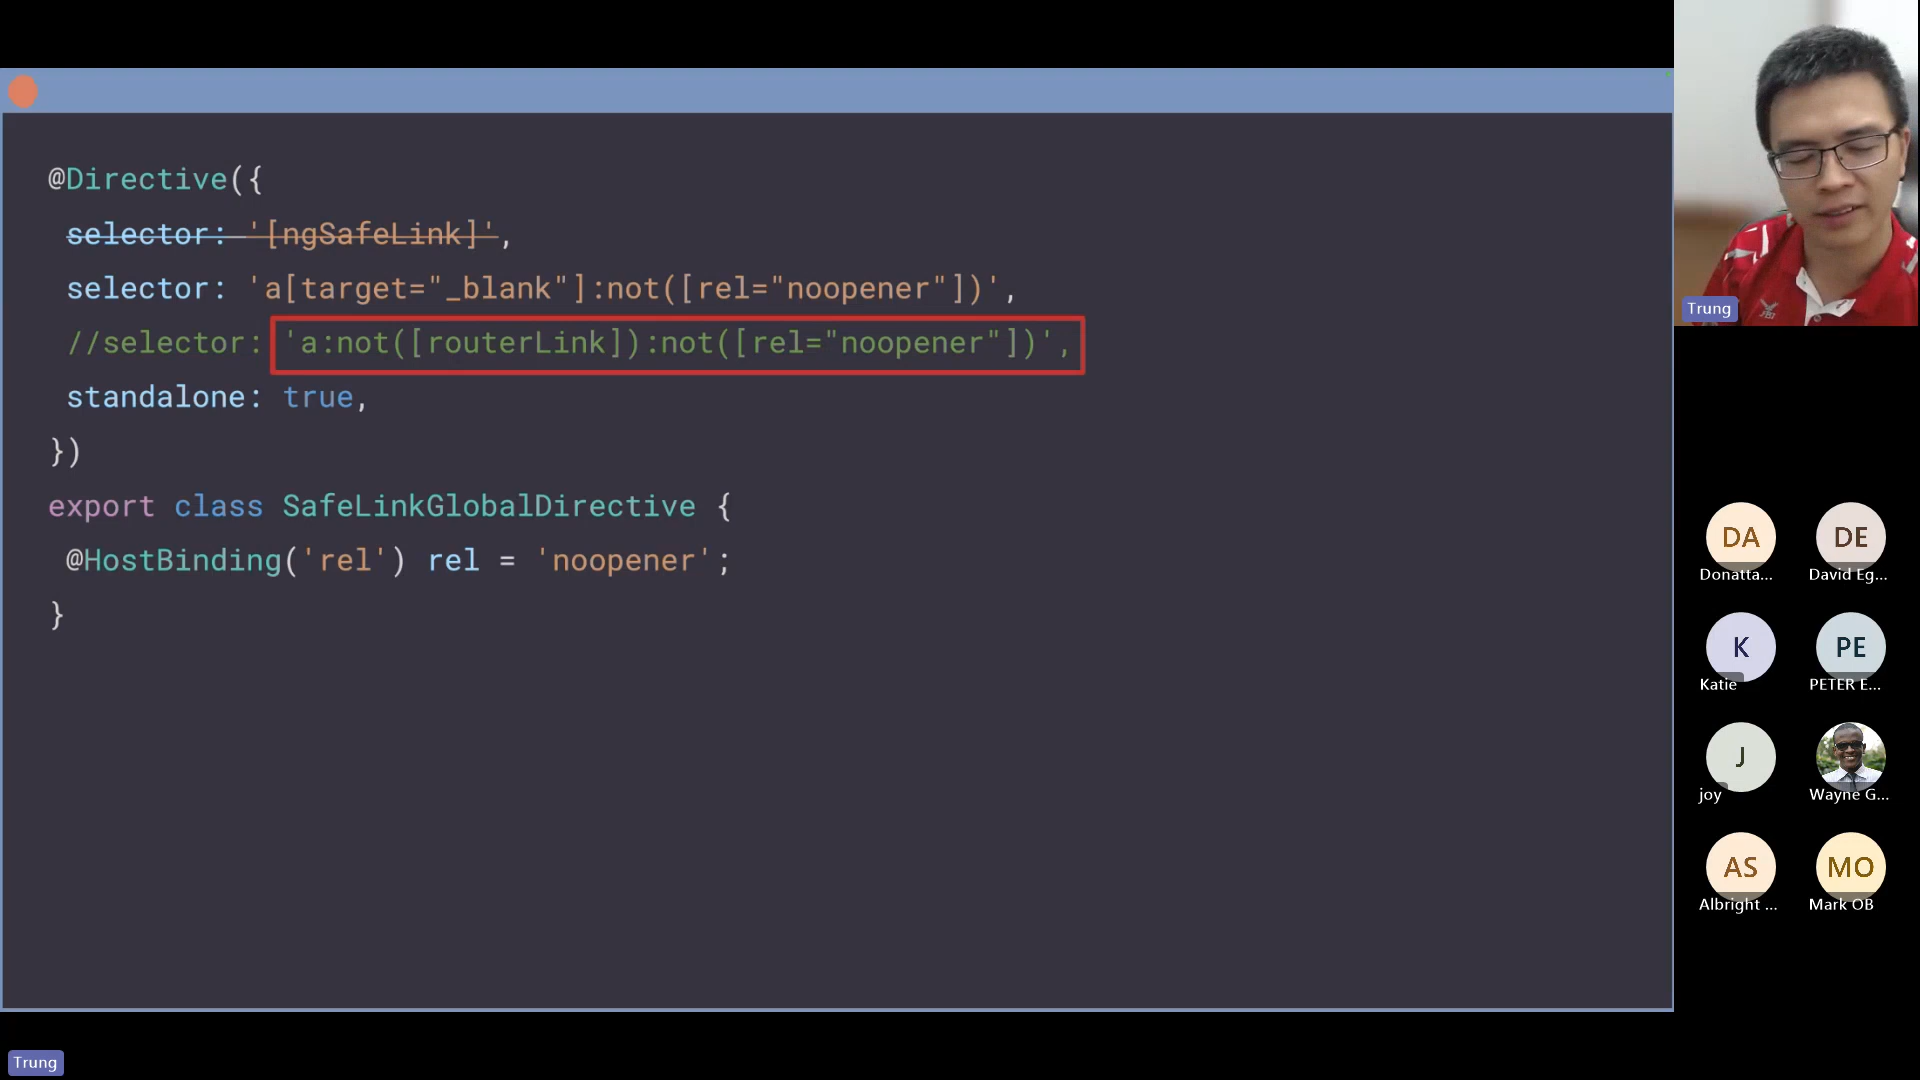 @Directive({
selector: '[ngSafeLink]',
selector: 'a[target="_blank"]:not([rel="noopener"])',
//selector: 'a:not([routerLink]):not([rel="noopener"])',
standalone: true,
})
export class SafeLinkGlobalDirective {
@HostBinding('rel') rel = 'noopener';
}
Trung
DA
Donatta...
DE
David Eg...
K
Katie
PE
PETER E...
J
joy
Wayne G...
AS
Albright ...
MO
Mark OB
Trung